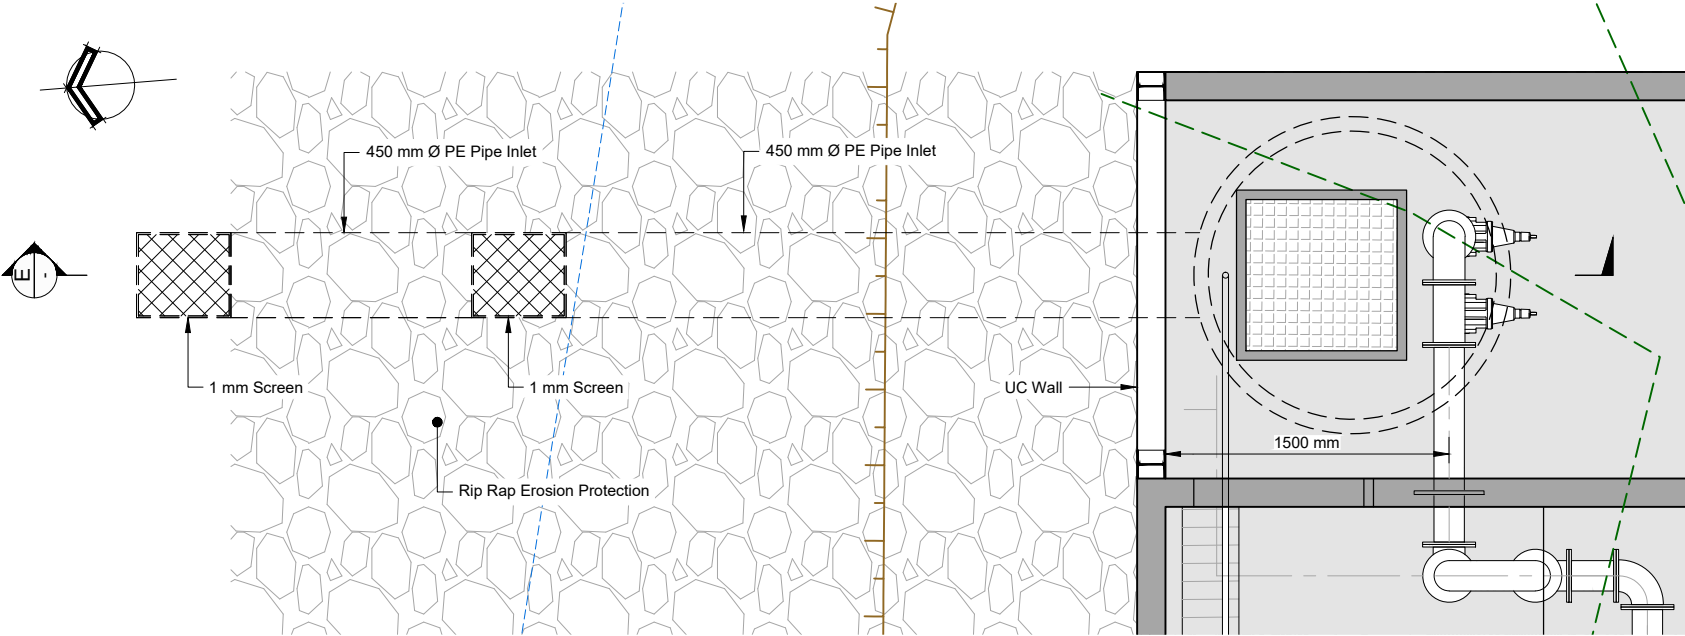 450 mm Ø PE Pipe Inlet
450 mm Ø PE Pipe Inlet
E
-
1 mm Screen
1 mm Screen
UC Wall
1500 mm
Rip Rap Erosion Protection